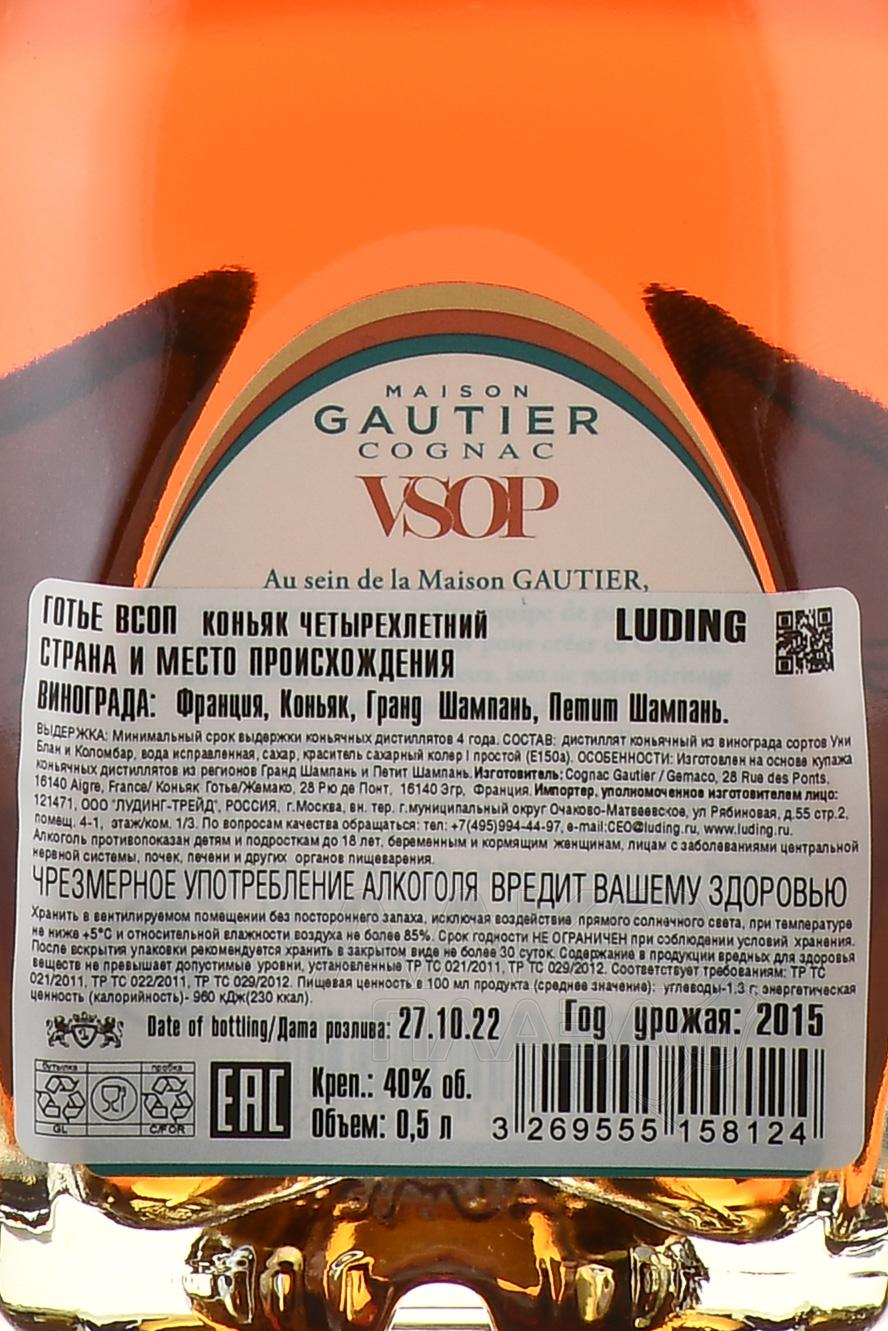 MAISON
GAUTIER
COGNAC
VSOP
Au sein de la Maison GAUTIER,
ГОТЬЕ ВСОП КОНЬЯК ЧЕТЫРЕХЛЕТНИЙ LUDING
СТРАНА И МЕСТО ПРОИСХОЖДЕНИЯ
ВИНОГРАДА: Франция, Коньяк, Гранд Шампань, Петит Шампань.
ВЫДЕРЖКА: Минимальный срок выдержки коньячных дистиллятов 4 года. СОСТАВ: дистиллят коньячный из винограда сортов Уни
Блан и Коломбар, вода исправленная, сахар, краситель сахарный колер I простой (E150a). ОСОБЕННОСТИ: Изготовлен на основе купажа
коньячных дистиллятов из регионов Гранд Шампань и Петит Шампань. Изготовитель: Cognac Gautier / Gemaco, 28 Rue des Ponts,
16140 Aigre, France/ Коньяк Готье/Жемако, 28 Рю де Понт, 16140 Эгр, Франция. Импортер, уполномоченное изготовителем лицо:
121471, ООО "ЛУДИНГ-ТРЕЙД", РОССИЯ, г.Москва, вн. тер. г.муниципальный округ Очаково-Матвеевское, ул Рябиновая, д.55 стр.2,
помещ. 4-1, этаж/ком. 1/3. По вопросам качества обращаться: тел: +7(495)994-44-97, e-mail:CEO@luding.ru, www.luding.ru.
Алкоголь противопоказан детям и подросткам до 18 лет, беременным и кормящим женщинам, лицам с заболеваниями центральной
нервной системы, почек, печени и других органов пищеварения.
ЧРЕЗМЕРНОЕ УПОТРЕБЛЕНИЕ АЛКОГОЛЯ ВРЕДИТ ВАШЕМУ ЗДОРОВЬЮ
Хранить в вентилируемом помещении без постороннего запаха, исключая воздействие прямого солнечного света, при температуре
не ниже +5°C и относительной влажности воздуха не более 85%. Срок годности НЕ ОГРАНИЧЕН при соблюдении условий хранения.
После вскрытия упаковки рекомендуется хранить в закрытом виде не более 30 суток. Содержание в продукции вредных для здоровья
веществ не превышает допустимые уровни, установленные ТР ТС 021/2011, ТР ТС 029/2012. Соответствует требованиям: ТР ТС
021/2011, ТР ТС 022/2011, ТР ТС 029/2012. Пищевая ценность в 100 мл продукта (среднее значение): углеводы-1,3 г; энергетическая
ценность (калорийность)- 960 кДж(230 ккал).
Date of bottling/Дата розлива: 27.10.22 Год урожая: 2015
бутылка пробка
GL C/FOR
EAC
Креп.: 40% об.
Объем: 0,5 л
3 269555 158124